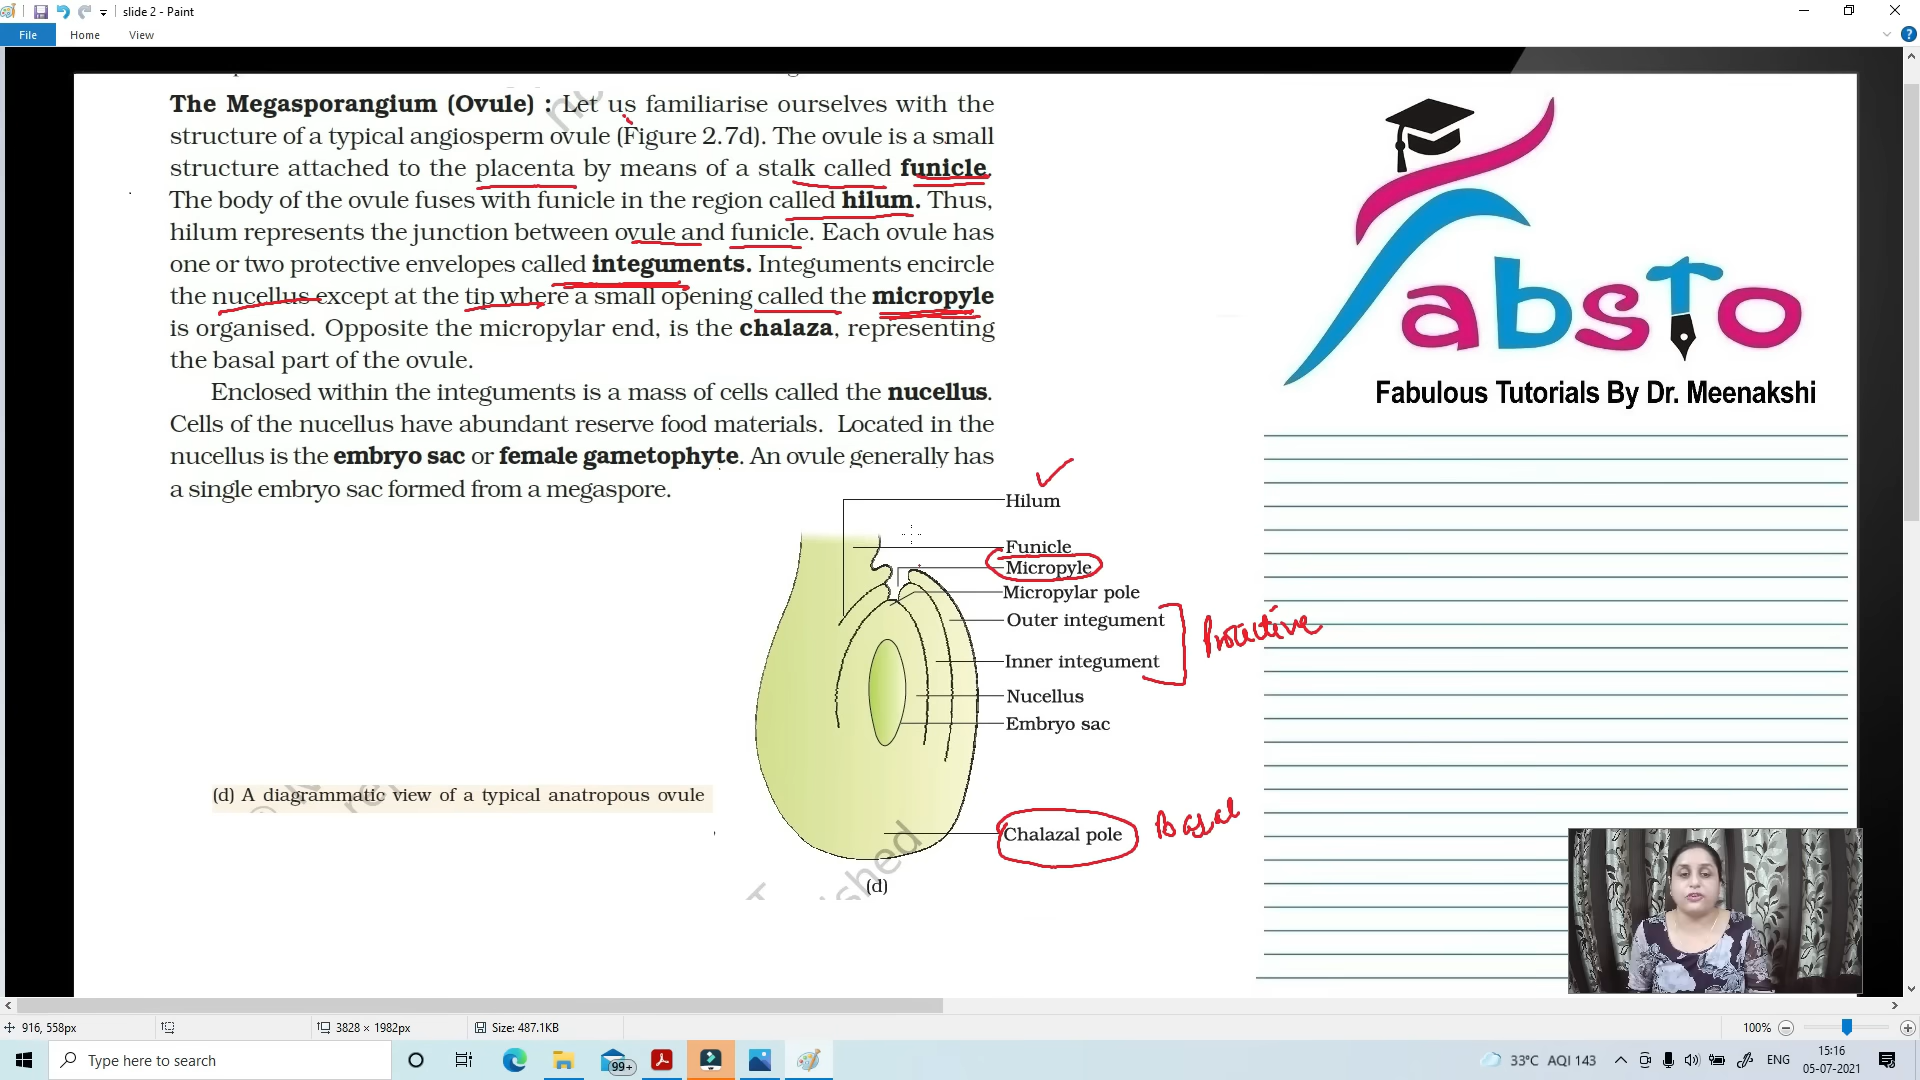 slide 2 - Paint
File Home View
The Megasporangium (Ovule) : Let us familiarise ourselves with the
structure of a typical angiosperm ovule (Figure 2.7d). The ovule is a small
structure attached to the placenta by means of a stalk called funicle.
The body of the ovule fuses with funicle in the region called hilum. Thus,
hilum represents the junction between ovule and funicle. Each ovule has
one or two protective envelopes called integuments. Integuments encircle
the nucellus except at the tip where a small opening called the micropyle
is organised. Opposite the micropylar end, is the chalaza, representing
the basal part of the ovule.
Enclosed within the integuments is a mass of cells called the nucellus.
Cells of the nucellus have abundant reserve food materials. Located in the
nucellus is the embryo sac or female gametophyte. An ovule generally has
a single embryo sac formed from a megaspore.
Hilum
Funicle
Micropyle
Micropylar pole
Outer integument
Inner integument
Protective
Nucellus
Embryo sac
Chalazal pole
Basal
(d)
(d) A diagrammatic view of a typical anatropous ovule
absTo
Fabulous Tutorials By Dr. Meenakshi
916, 558px
3828 × 1982px
Size: 487.1KB
100%
Type here to search
99+
33°C AQI 143
ENG
15:16
05-07-2021